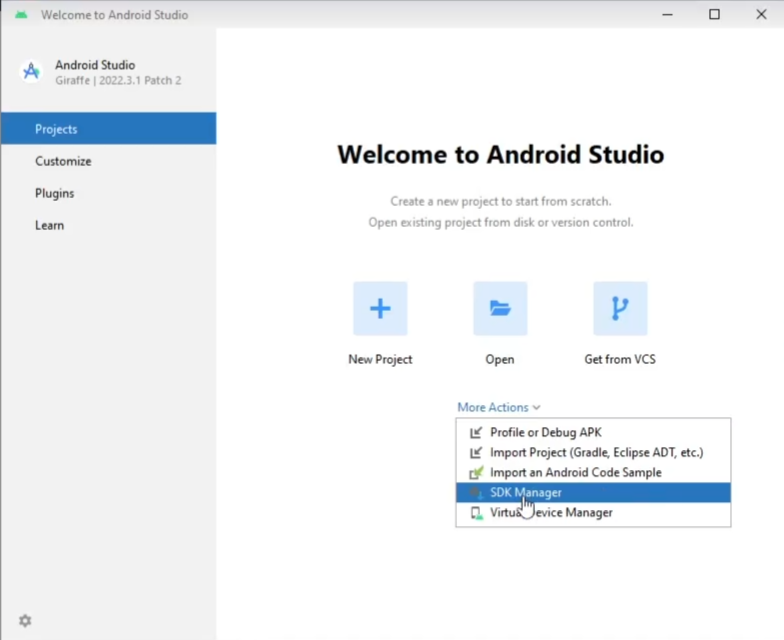 Welcome to Android Studio
Android Studio
Giraffe | 2022.3.1 Patch 2
Projects
Customize
Plugins
Learn
Welcome to Android Studio
Create a new project to start from scratch.
Open existing project from disk or version control.
New Project
Open
Get from VCS
More Actions
Profile or Debug APK
Import Project (Gradle, Eclipse ADT, etc.)
Import an Android Code Sample
SDK Manager
Virtual Device Manager